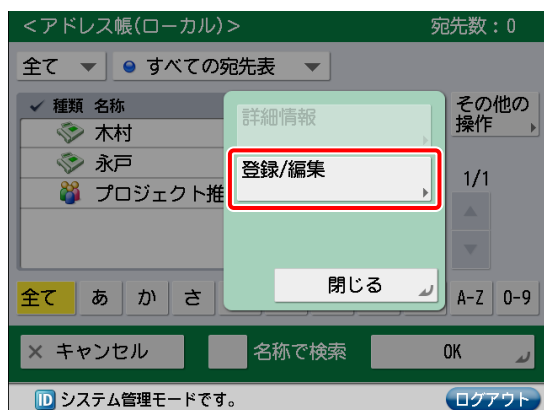 ＜アドレス帳(ローカル)＞ 宛先数：0
全て すべての宛先表
種類 名称
木村
永戸
プロジェクト推
詳細情報
登録/編集
閉じる
その他の
操作
1/1
全て あ か さ A-Z 0-9
× キャンセル 名称で検索 OK
ID システム管理モードです。 ログアウト